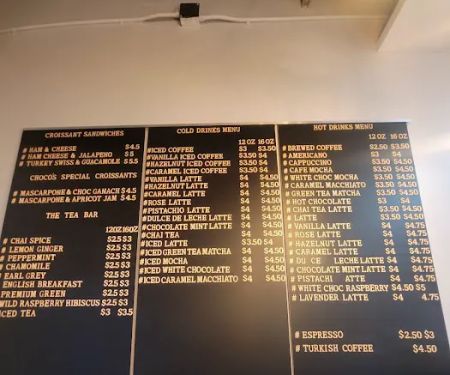 CROISSANT SANDWICHES
# HAM & CHEESE $4.5
# HAM CHEESE & JALAPENO $5
# TURKEY SWISS & GUACAMOLE $5
CHOCO'S SPECIAL CROISSANTS
# MASCARPONE & CHOC GANACH $4.5
# MASCARPONE & APRICOT JAM $4.5
THE TEA BAR
12OZ 16OZ
# CHAI SPICE $2.5 $3
# LEMON GINGER $2.5 $3
# PEPPERMINT $2.5 $3
# CHAMOMILE $2.5 $3
EARL GREY $2.5 $3
ENGLISH BREAKFAST $2.5 $3
PREMIUM GREEN $2.5 $3
WILD RASPBERRY HIBISCUS $2.5 $3
ICED TEA $3 $3.5
COLD DRINKS MENU
12 OZ 16 OZ
# ICED COFFEE $3 $3.50
# VANILLA ICED COFFEE $3.50 $4
# HAZELNUT ICED COFFEE $3.50 $4
# CARAMEL ICED COFFEE $3.50 $4
# VANILLA LATTE $4 $4.50
# HAZELNUT LATTE $4 $4.50
# CARAMEL LATTE $4 $4.50
# ROSE LATTE $4 $4.50
# PISTACHIO LATTE $4 $4.50
# DULCE DE LECHE LATTE $4 $4.50
# CHOCOLATE MINT LATTE $4 $4.50
# CHAI TEA $4 $4.50
# ICED LATTE $3.50 $4
# ICED GREEN TEA MATCHA $4 $4.50
# ICED MOCHA $4 $4.50
# ICED WHITE CHOCOLATE $4 $4.50
# ICED CARAMEL MACCHIATO $4 $4.50
HOT DRINKS MENU
12 OZ 16 OZ
# BREWED COFFEE $2.50 $3.50
# AMERICANO $3 $4
# CAPPUCCINO $3.50 $4
# CAFE MOCHA $3.50 $4
# WHITE CHOC MOCHA $3.50 $4
# CARAMEL MACCHIATO $3.50 $4
# GREEN TEA MATCHA $3.50 $4
# HOT CHOCOLATE $3 $4
# CHAI TEA LATTE $3.50 $4
# LATTE $3.50 $4
# VANILLA LATTE $4 4.75
# ROSE LATTE $4 4.75
# HAZELNUT LATTE $4 4.75
# CARAMEL LATTE $4 4.75
# DU CE LECHE LATTE $4 4.75
# CHOCOLATE MINT LATTE $4 4.75
# PISTACHI ATTE $4 4.75
# WHITE CHOC RASPBERRY $4.50 $5
# LAVENDER LATTE $4 4.75
# ESPRESSO $2.50 $3
# TURKISH COFFEE $4.50